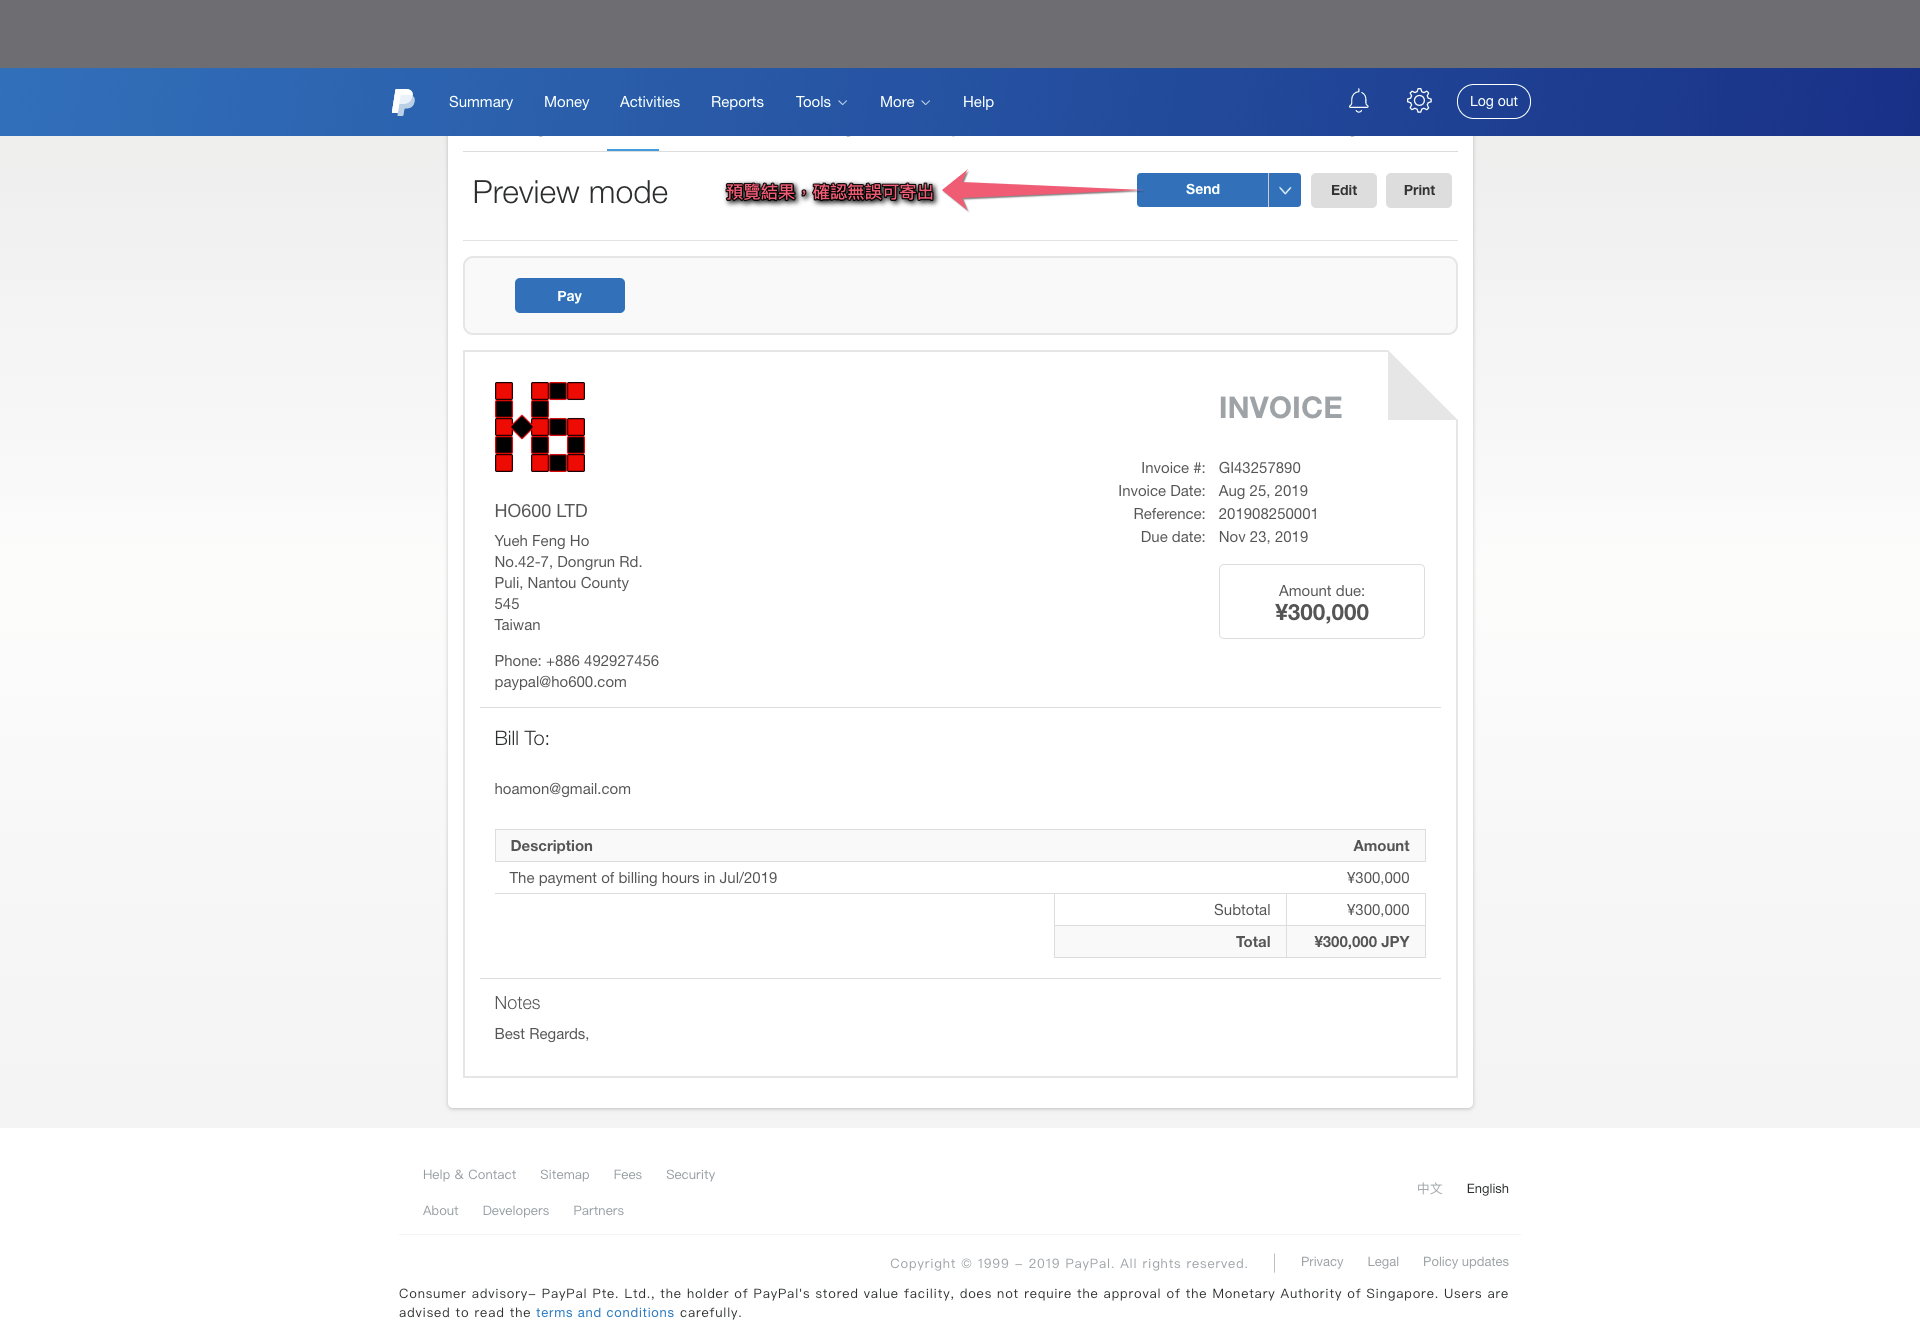 Summary Money Activities Reports Tools More Help Log out
Preview mode
預覽結果，確認無誤可寄出
Send Edit Print
Pay
INVOICE
Invoice #: GI43257890
Invoice Date: Aug 25, 2019
Reference: 201908250001
Due date: Nov 23, 2019
Amount due:
¥300,000
HO600 LTD
Yueh Feng Ho
No.42-7, Dongrun Rd.
Puli, Nantou County
545
Taiwan
Phone: +886 492927456
paypal@ho600.com
Bill To:
hoamon@gmail.com
Description Amount
The payment of billing hours in Jul/2019 ¥300,000
Subtotal ¥300,000
Total ¥300,000 JPY
Notes
Best Regards,
Help & Contact Sitemap Fees Security
About Developers Partners
中文 English
Copyright © 1999 – 2019 PayPal. All rights reserved. Privacy Legal Policy updates
Consumer advisory– PayPal Pte. Ltd., the holder of PayPal's stored value facility, does not require the approval of the Monetary Authority of Singapore. Users are
advised to read the terms and conditions carefully.